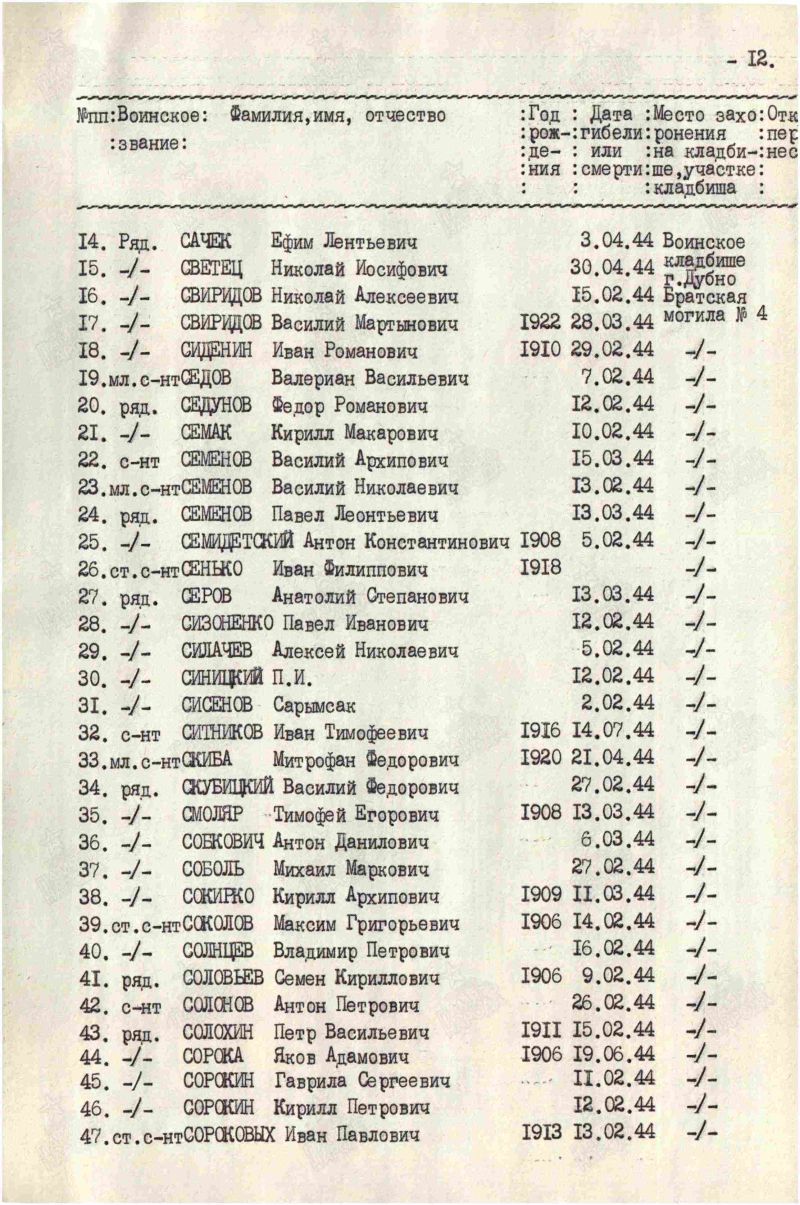 - 12.
№пп:Воинское: Фамилия,имя, отчество :Год : Дата :Место захо:Отк
:звание: :рож-:гибели:ронения :пер
:де- : или :на кладби-:нес
:ния :смерти:ше,участке:
: : :кладбиша :
14. Ряд. САЧЕК Ефим Лентьевич 3.04.44 Воинское
15. -/- СВЕТЕЦ Николай Иосифович 30.04.44 кладбише
г.Дубно
16. -/- СВИРИДОВ Николай Алексеевич 15.02.44 Братская
17. -/- СВИРИДОВ Василий Мартынович 1922 28.03.44 могила № 4
18. -/- СИДЕНИН Иван Романович 1910 29.02.44 -/-
19.мл.с-нтСЕДОВ Валериан Васильевич 7.02.44 -/-
20. ряд. СЕДУНОВ Федор Романович 12.02.44 -/-
21. -/- СЕМАК Кирилл Макарович 10.02.44 -/-
22. с-нт СЕМЕНОВ Василий Архипович 15.03.44 -/-
23.мл.с-нтСЕМЕНОВ Василий Николаевич 13.02.44 -/-
24. ряд. СЕМЕНОВ Павел Леонтьевич 13.03.44 -/-
25. -/- СЕМИДЕТСКИЙ Антон Константинович 1908 5.02.44 -/-
26.ст.с-нтСЕНЬКО Иван Филиппович 1918 -/-
27. ряд. СЕРОВ Анатолий Степанович 13.03.44 -/-
28. -/- СИЗОНЕНКО Павел Иванович 12.02.44 -/-
29. -/- СИЛАЧЕВ Алексей Николаевич 5.02.44 -/-
30. -/- СИНИЦКИЙ П.И. 12.02.44 -/-
31. -/- СИСЕНОВ Сарымсак 2.02.44 -/-
32. с-нт СИТНИКОВ Иван Тимофеевич 1916 14.07.44 -/-
33.мл.с-нтСКИБА Митрофан Федорович 1920 21.04.44 -/-
34. ряд. СКУБИЦКИЙ Василий Федорович 27.02.44 -/-
35. -/- СМОЛЯР Тимофей Егорович 1908 13.03.44 -/-
36. -/- СОБКОВИЧ Антон Данилович 6.03.44 -/-
37. -/- СОБОЛЬ Михаил Маркович 27.02.44 -/-
38. -/- СОКИРКО Кирилл Архипович 1909 11.03.44 -/-
39.ст.с-нтСОКОЛОВ Максим Григорьевич 1906 14.02.44 -/-
40. -/- СОЛНЦЕВ Владимир Петрович 16.02.44 -/-
41. ряд. СОЛОВЬЕВ Семен Кириллович 1906 9.02.44 -/-
42. с-нт СОЛОНОВ Антон Петрович 26.02.44 -/-
43. ряд. СОЛОХИН Петр Васильевич 1911 15.02.44 -/-
44. -/- СОРОКА Яков Адамович 1906 19.06.44 -/-
45. -/- СОРОКИН Гаврила Сергеевич 11.02.44 -/-
46. -/- СОРОКИН Кирилл Петрович 12.02.44 -/-
47.ст.с-нтСОРОКОВЫХ Иван Павлович 1913 13.02.44 -/-